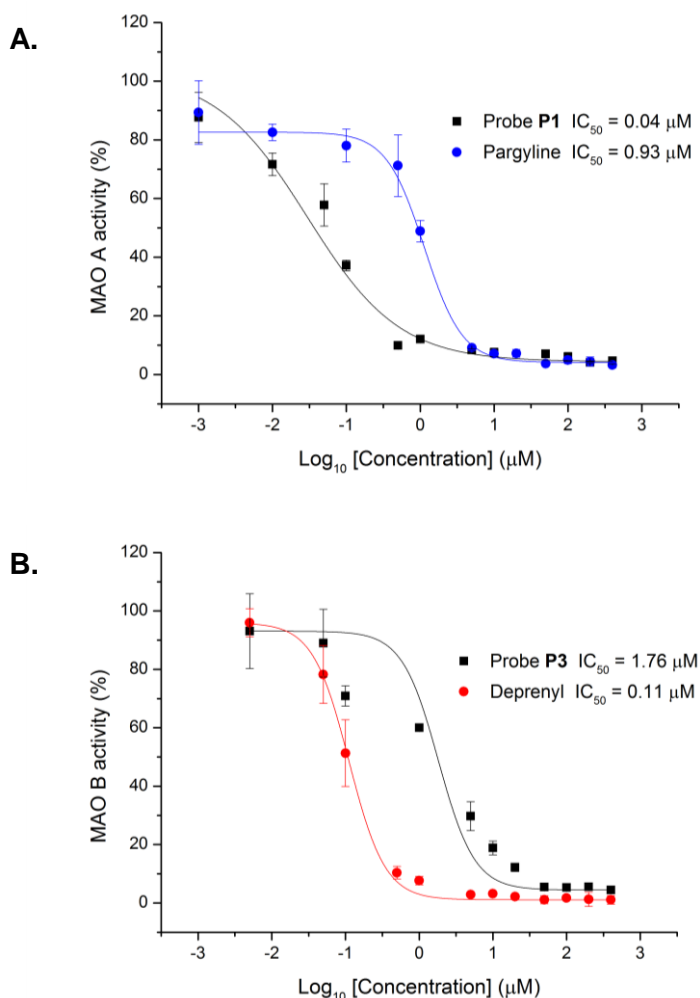 A.
120
100
80
60
40
20
0
MAO A activity (%)
Probe P1 IC50 = 0.04 μM
Pargyline IC50 = 0.93 μM
-3 -2 -1 0 1 2 3
Log10 [Concentration] (μM)
B.
120
100
80
60
40
20
0
MAO B activity (%)
Probe P3 IC50 = 1.76 μM
Deprenyl IC50 = 0.11 μM
-3 -2 -1 0 1 2 3
Log10 [Concentration] (μM)